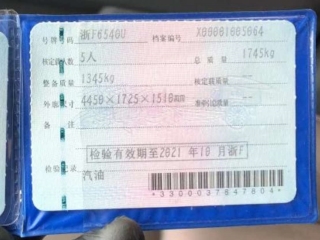 号牌号码 浙F6540U 档案编号
核定载人数 5人 总质量 1745kg
整备质量 1345kg 核定载质量 --
外廓尺寸 4450×1725×1510mm 准牵引总质量 --
备注
检验有效期至2021年10月浙F
检验记录
汽油
*3300037647804*